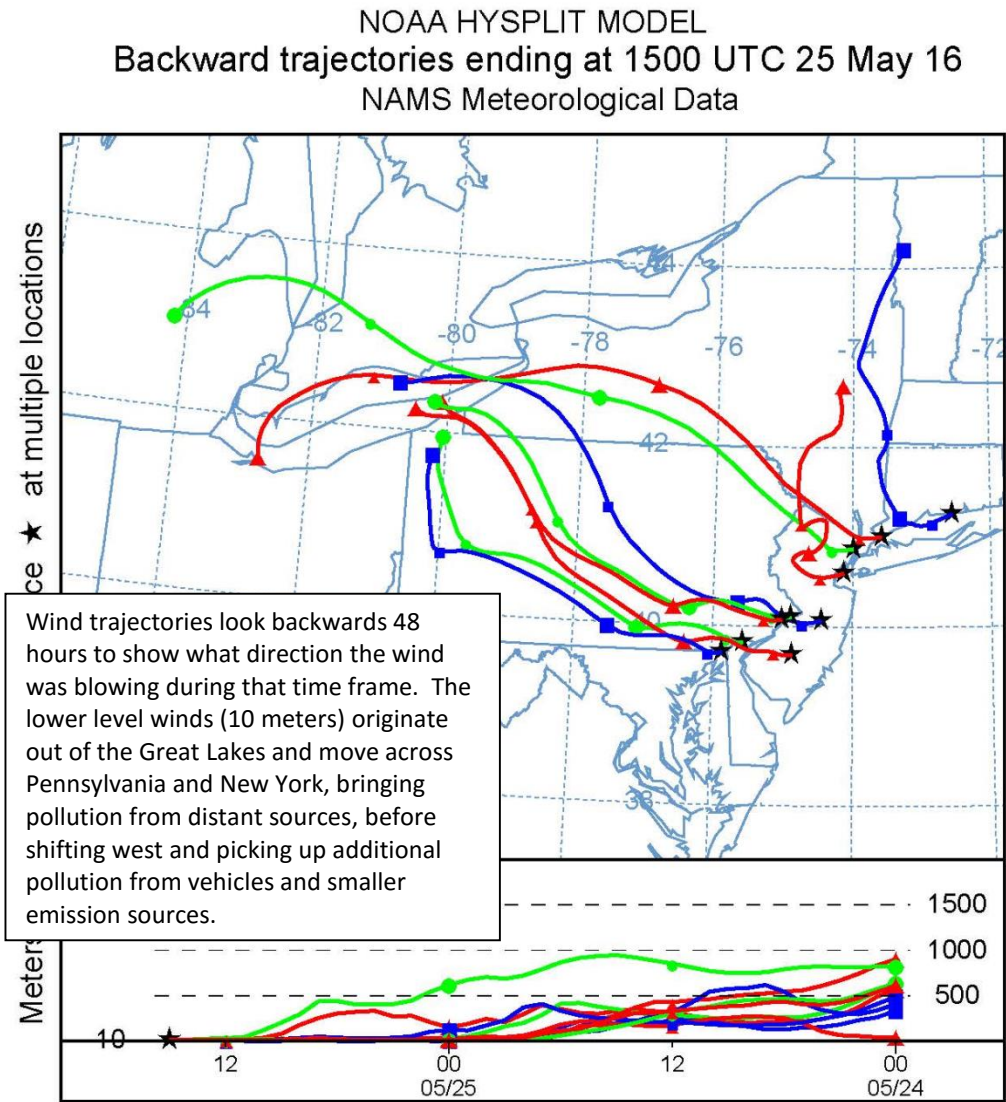 NOAA HYSPLIT MODEL
Backward trajectories ending at 1500 UTC 25 May 16
NAMS Meteorological Data
★ at multiple locations
-84
-82
-80
-78
-76
-74
-72
44
42
40
38
Wind trajectories look backwards 48
hours to show what direction the wind
was blowing during that time frame. The
lower level winds (10 meters) originate
out of the Great Lakes and move across
Pennsylvania and New York, bringing
pollution from distant sources, before
shifting west and picking up additional
pollution from vehicles and smaller
emission sources.
Meters
1500
1000
500
10
12
00
12
00
05/25
05/24